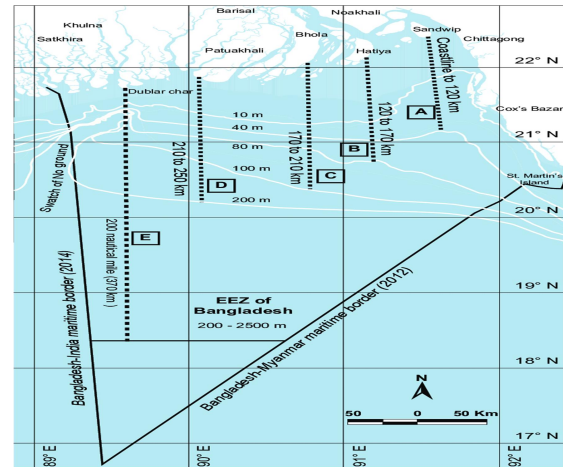 Barisal
Noakhali
Khulna
Bhola
Sandwip
Satkhira
Patuakhali
Hatiya
Chittagong
22° N
Dublar char
Coastline to 120 km
A
Cox's Bazar
10 m
40 m
21° N
80 m
120 to 170 km
B
170 to 210 km
C
210 to 250 km
D
100 m
St. Martin's
Island
Swatch of No ground
200 m
20° N
200 nautical mile (370 km)
E
EEZ of
Bangladesh
200 - 2500 m
19° N
Bangladesh-India maritime border (2014)
Bangladesh-Myanmar maritime border (2012)
18° N
N
50 0 50 Km
17° N
89° E
90° E
91° E
92° E